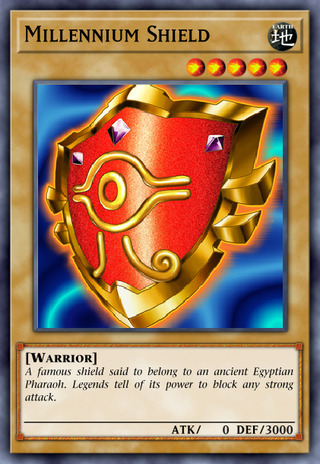 Millennium Shield
EARTH
地
[Warrior]
A famous shield said to belong to an ancient Egyptian
Pharaoh. Legends tell of its power to block any strong
attack.
ATK/ 0 DEF/3000